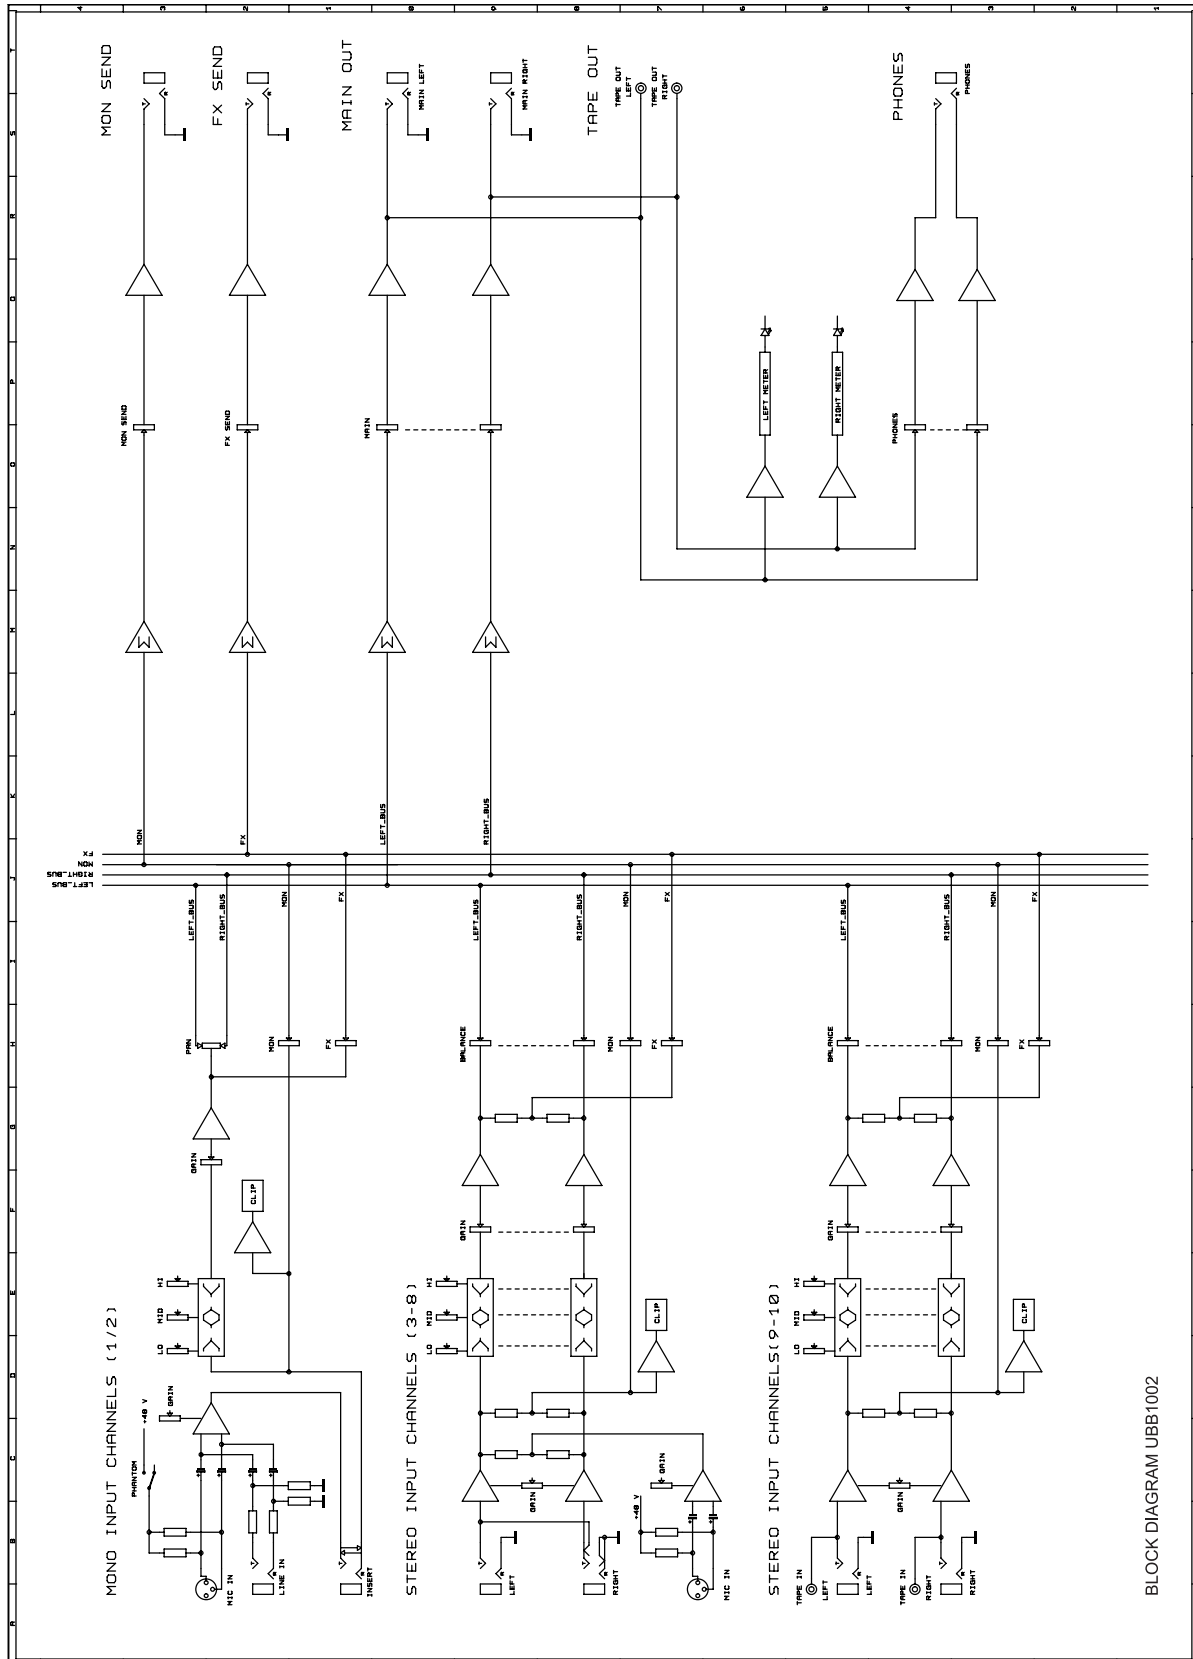 MONO INPUT CHANNELS (1/2)
PHANTOM
+48 V
GAIN
MIC IN
LINE IN
INSERT
LO
MID
HI
CLIP
GAIN
PAN
MON
FX
LEFT_BUS
RIGHT_BUS
MON
FX
STEREO INPUT CHANNELS (3-8)
LEFT
RIGHT
GAIN
+48 V
GAIN
MIC IN
LO
MID
HI
CLIP
GAIN
BALANCE
MON
FX
LEFT_BUS
RIGHT_BUS
MON
FX
STEREO INPUT CHANNELS(9-10)
TAPE IN
LEFT
LEFT
TAPE IN
RIGHT
RIGHT
GAIN
LO
MID
HI
CLIP
GAIN
BALANCE
MON
FX
LEFT_BUS
RIGHT_BUS
MON
FX
LEFT_BUS
RIGHT_BUS
MON
FX
MON
FX
LEFT_BUS
RIGHT_BUS
MON SEND
FX SEND
MAIN
LEFT METER
RIGHT METER
PHONES
MON SEND
FX SEND
MAIN OUT
MAIN LEFT
MAIN RIGHT
TAPE OUT
TAPE OUT
LEFT
TAPE OUT
RIGHT
PHONES
PHONES
BLOCK DIAGRAM UBB1002